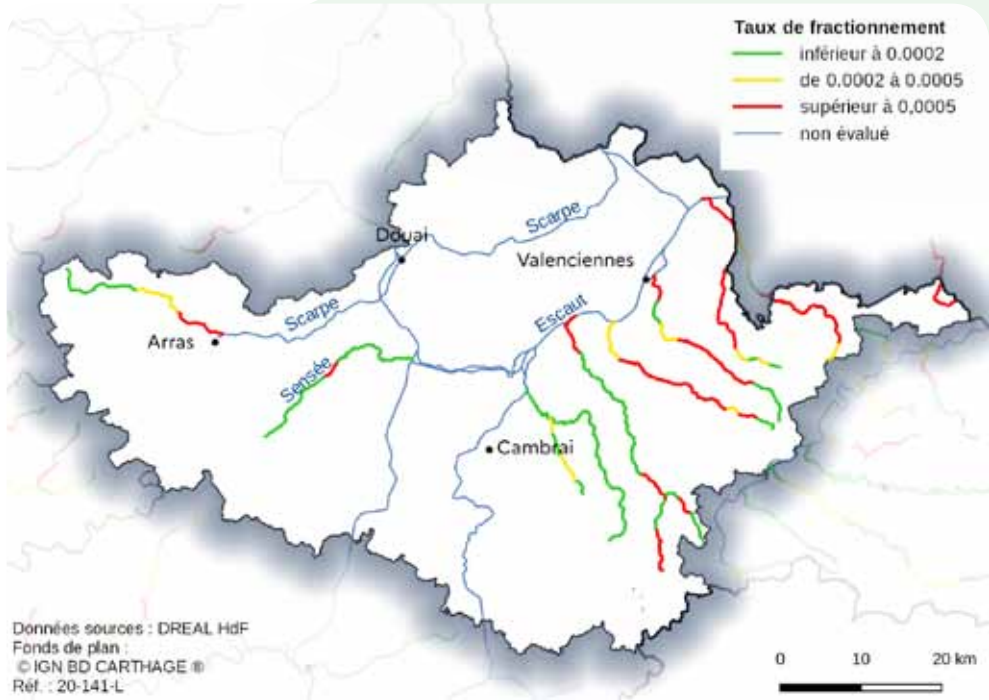 Taux de fractionnement
inférieur à 0.0002
de 0.0002 à 0.0005
supérieur à 0,0005
non évalué
Scarpe
Douai
Valenciennes
Escaut
Scarpe
Arras
Sensée
Cambrai
Données sources : DREAL HdF
Fonds de plan :
© IGN BD CARTHAGE ®
Réf. : 20-141-L
0 10 20 km